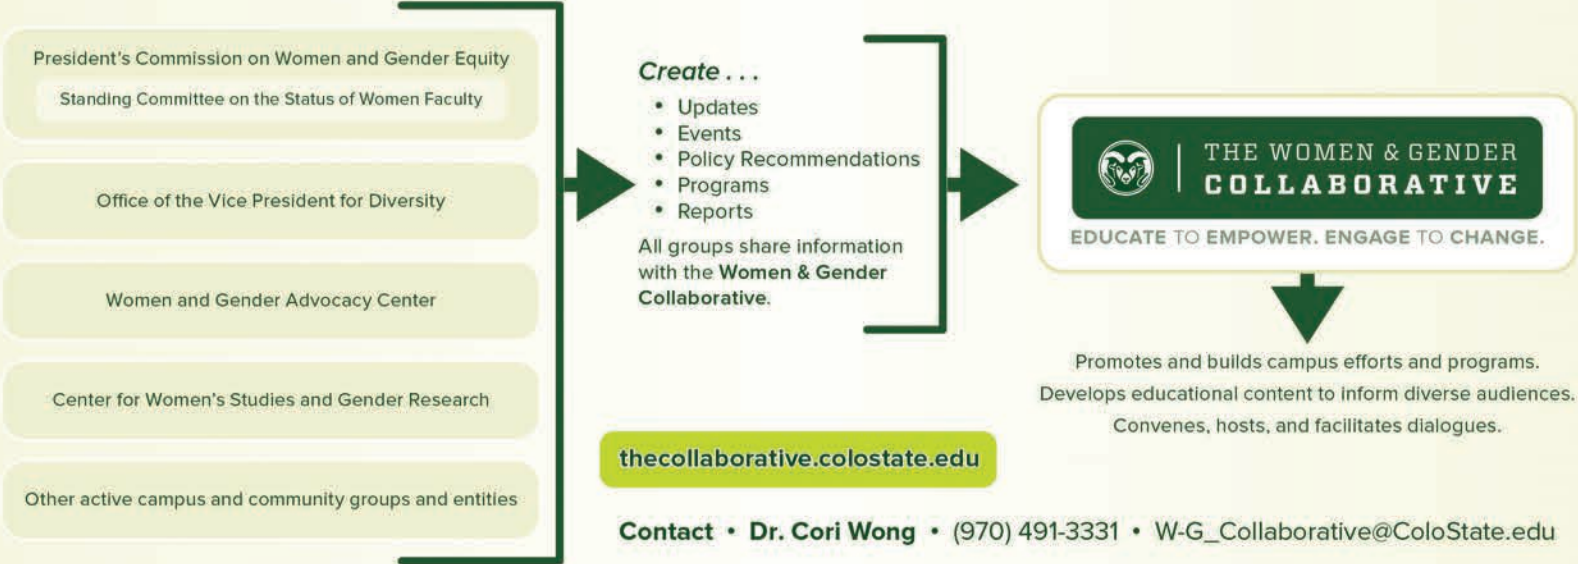 President's Commission on Women and Gender Equity
Standing Committee on the Status of Women Faculty
Office of the Vice President for Diversity
Women and Gender Advocacy Center
Center for Women's Studies and Gender Research
Other active campus and community groups and entities
Create . . .
• Updates
• Events
• Policy Recommendations
• Programs
• Reports
All groups share information
with the Women & Gender
Collaborative.
THE WOMEN & GENDER
COLLABORATIVE
EDUCATE TO EMPOWER. ENGAGE TO CHANGE.
Promotes and builds campus efforts and programs.
Develops educational content to inform diverse audiences.
Convenes, hosts, and facilitates dialogues.
thecollaborative.colostate.edu
Contact • Dr. Cori Wong • (970) 491-3331 • W-G_Collaborative@ColoState.edu